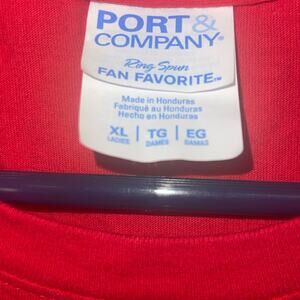 PORT &
COMPANY®
Ring Spun
FAN FAVORITE™
Made in Honduras
Fabriqué au Honduras
Hecho en Honduras
XL | TG | EG
LADIES DAMES DAMAS